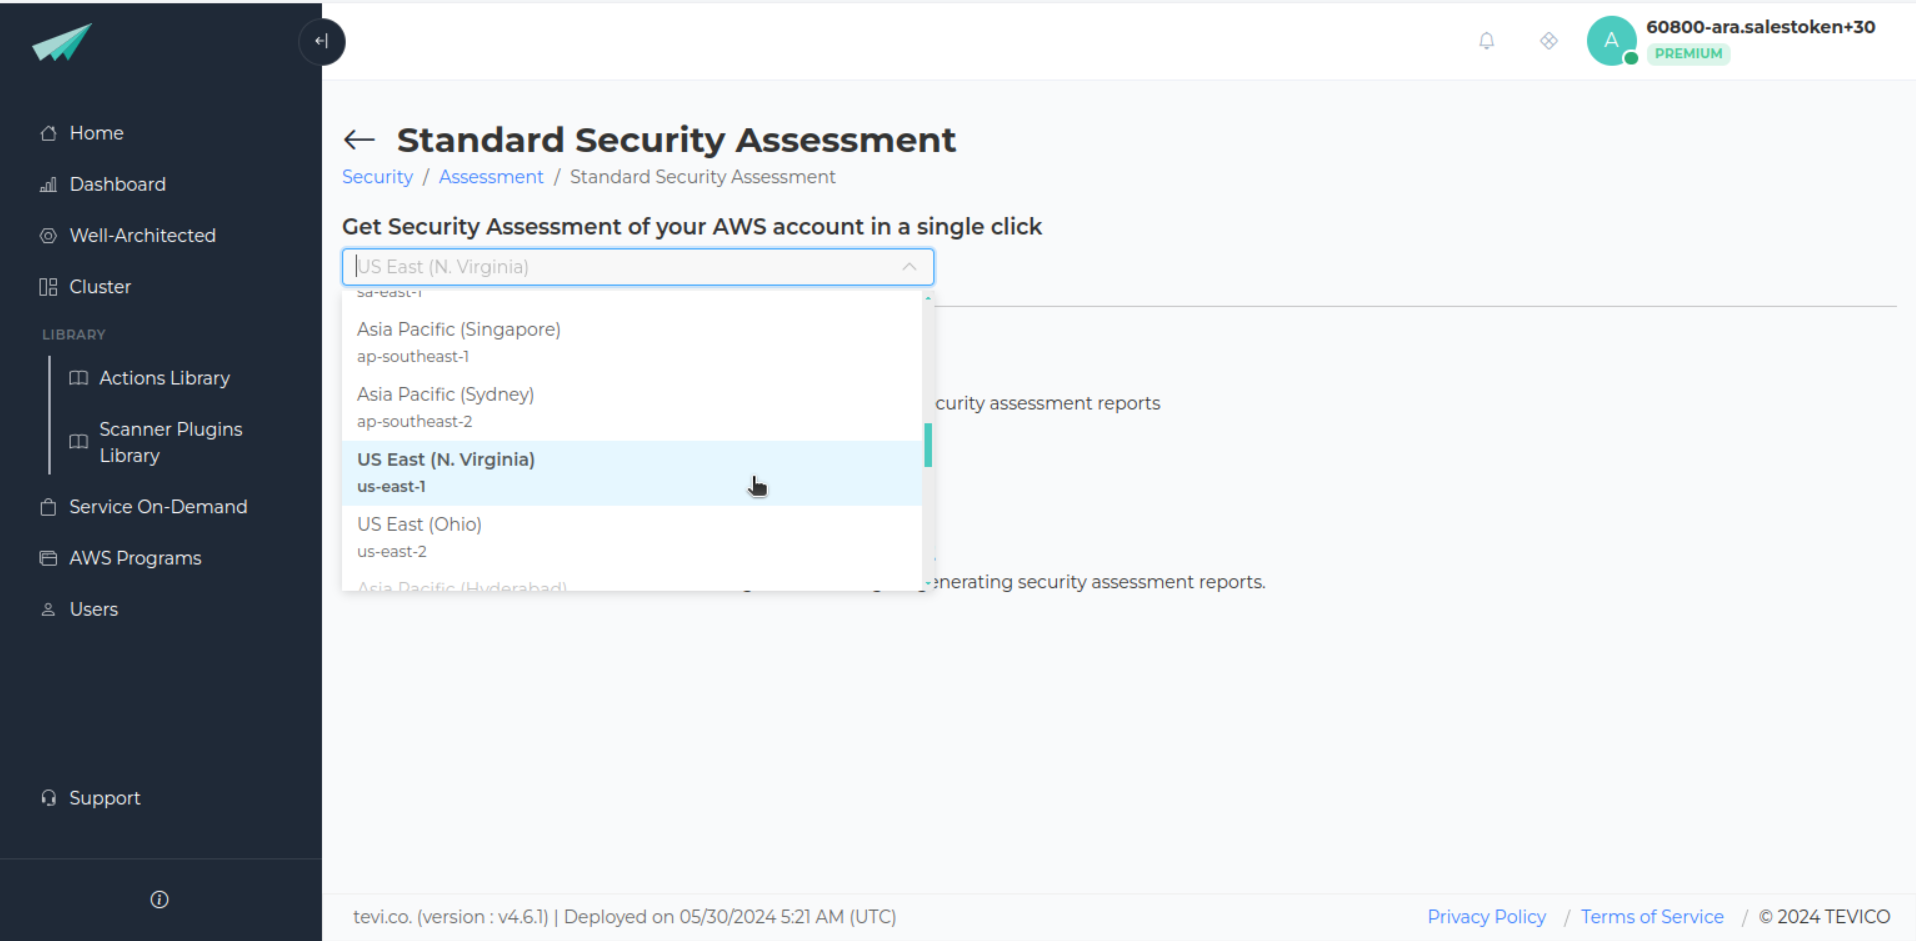 60800-ara.salestoken+30
A
PREMIUM
Home
Dashboard
Well-Architected
Cluster
LIBRARY
Actions Library
Scanner Plugins
Library
Service On-Demand
AWS Programs
Users
Support
Standard Security Assessment
Security / Assessment / Standard Security Assessment
Get Security Assessment of your AWS account in a single click
US East (N. Virginia)
sa-east-1
Asia Pacific (Singapore)
ap-southeast-1
Asia Pacific (Sydney)
ap-southeast-2
curity assessment reports
US East (N. Virginia)
us-east-1
US East (Ohio)
us-east-2
Asia Pacific (Hyderabad)
enerating security assessment reports.
tevi.co. (version : v4.6.1) | Deployed on 05/30/2024 5:21 AM (UTC)
Privacy Policy / Terms of Service / © 2024 TEVICO